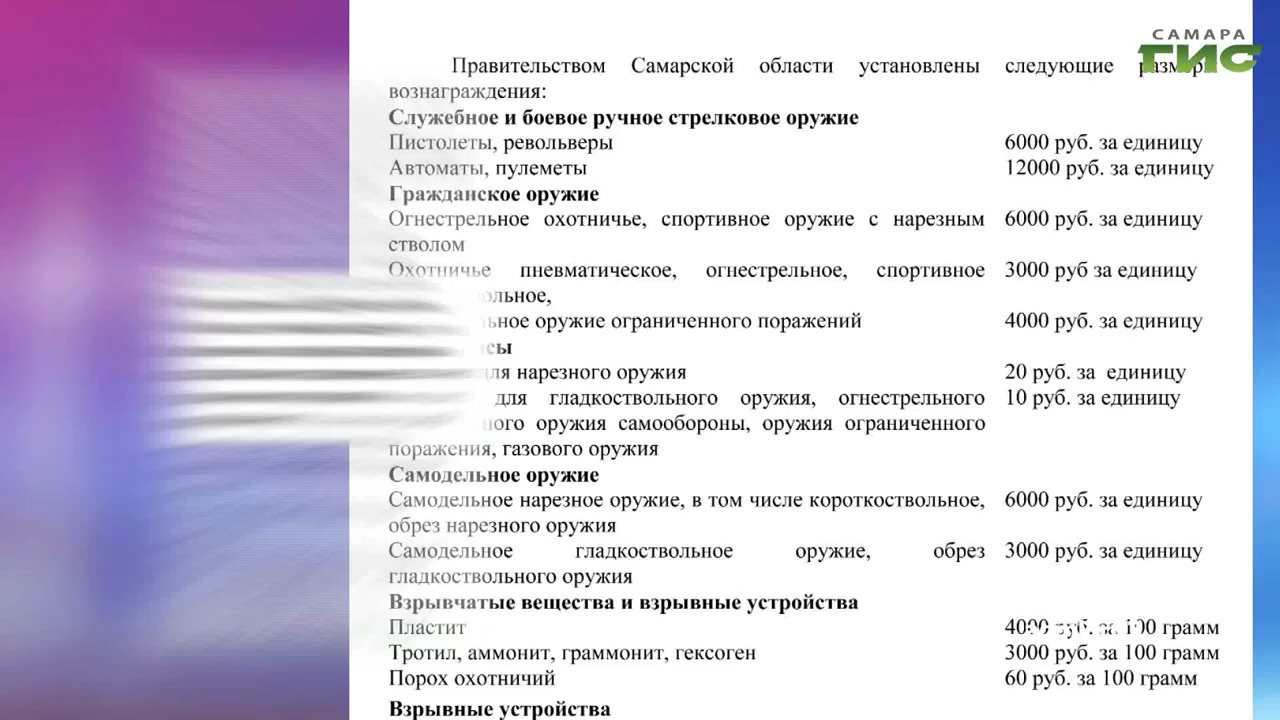 САМАРА
ГИС
Правительством Самарской области установлены следующие
вознаграждения:
Служебное и боевое ручное стрелковое оружие
Пистолеты, револьверы 6000 руб. за единицу
Автоматы, пулеметы 12000 руб. за единицу
Гражданское оружие
Огнестрельное охотничье, спортивное оружие с нарезным 6000 руб. за единицу
стволом
Охотничье пневматическое, огнестрельное, спортивное 3000 руб за единицу
оружие ограниченного поражений 4000 руб. за единицу
для нарезного оружия 20 руб. за единицу
для гладкоствольного оружия, огнестрельного 10 руб. за единицу
оружия самообороны, оружия ограниченного
поражения, газового оружия
Самодельное оружие
Самодельное нарезное оружие, в том числе короткоствольное, 6000 руб. за единицу
обрез нарезного оружия
Самодельное гладкоствольное оружие, обрез 3000 руб. за единицу
гладкоствольного оружия
Взрывчатые вещества и взрывные устройства
Пластит 4000 руб. за 100 грамм
Тротил, аммонит, граммонит, гексоген 3000 руб. за 100 грамм
Порох охотничий 60 руб. за 100 грамм
Взрывные устройства